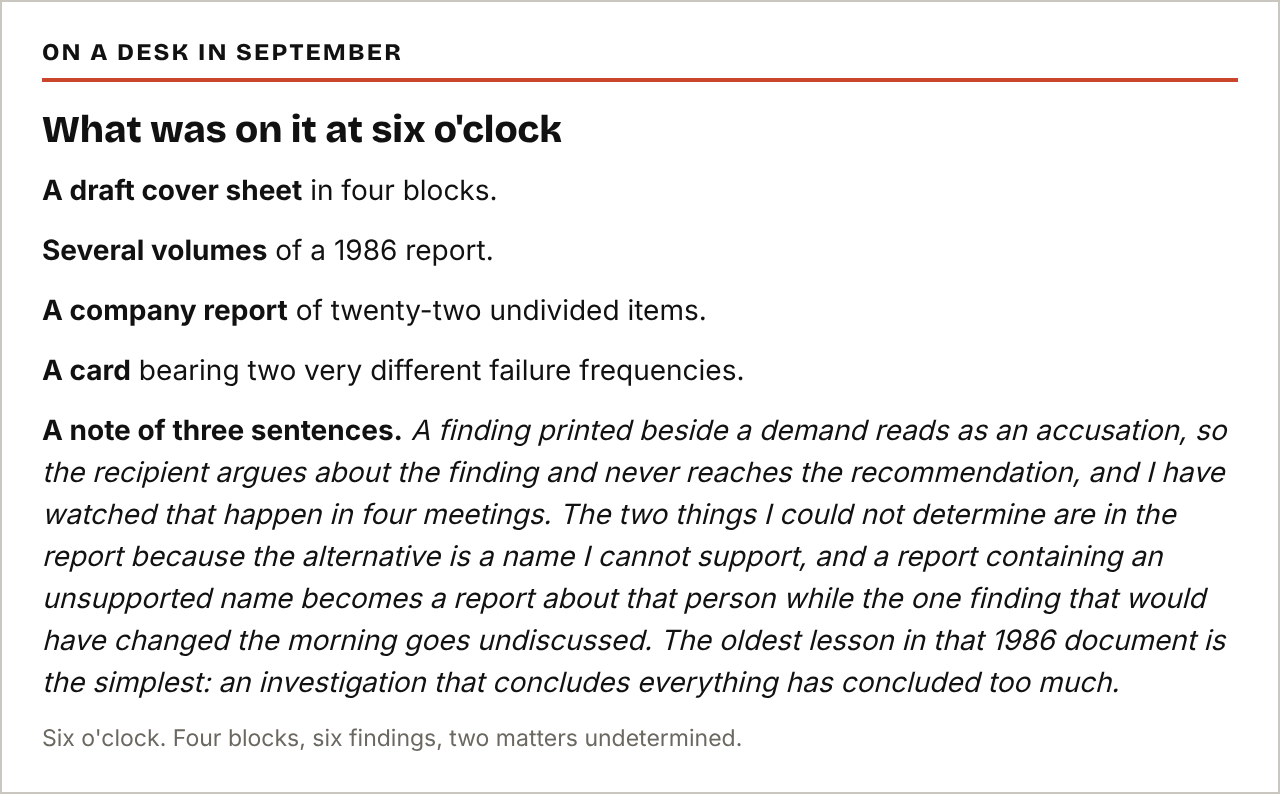 ON A DESK IN SEPTEMBER
What was on it at six o'clock
A draft cover sheet in four blocks.
Several volumes of a 1986 report.
A company report of twenty-two undivided items.
A card bearing two very different failure frequencies.
A note of three sentences. A finding printed beside a demand reads as an accusation, so
the recipient argues about the finding and never reaches the recommendation, and I have
watched that happen in four meetings. The two things I could not determine are in the
report because the alternative is a name I cannot support, and a report containing an
unsupported name becomes a report about that person while the one finding that would
have changed the morning goes undiscussed. The oldest lesson in that 1986 document is
the simplest: an investigation that concludes everything has concluded too much.
Six o'clock. Four blocks, six findings, two matters undetermined.